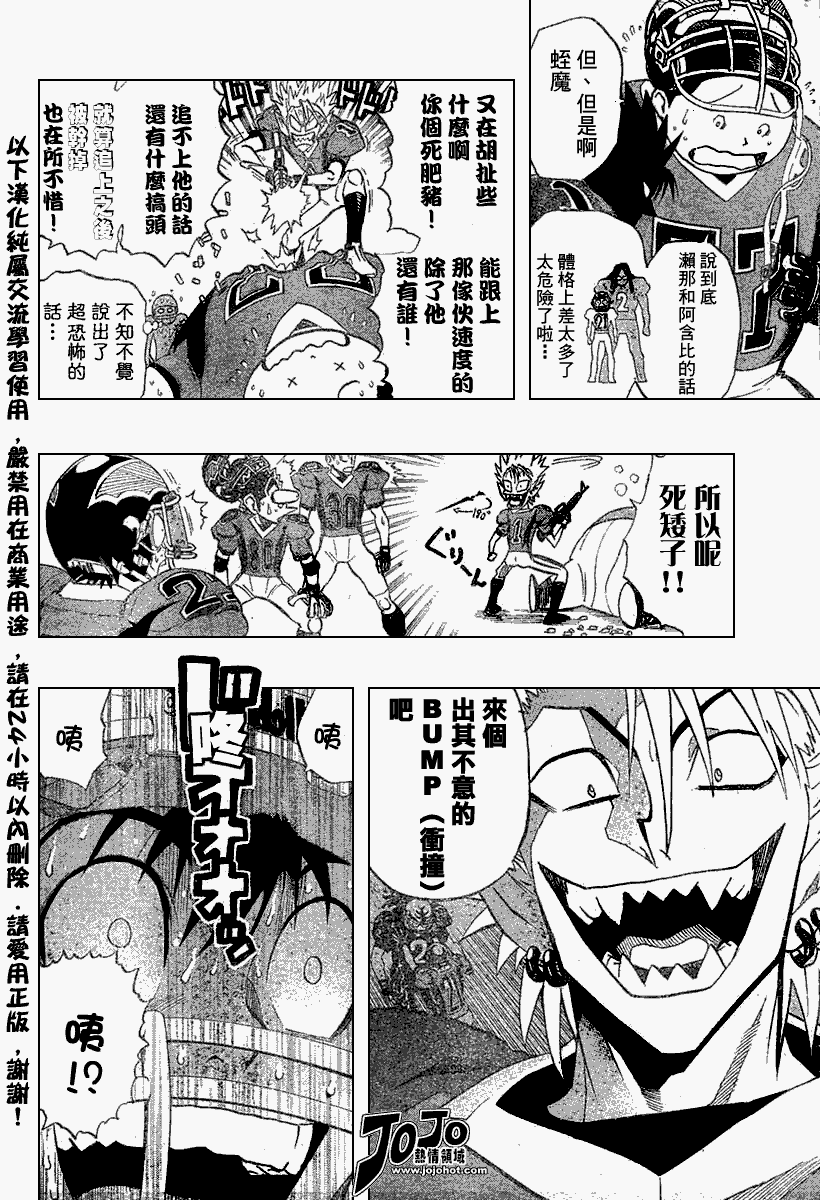 但、但是啊
蛭魔
說到底
瀨那和阿含比的話
體格上差太多了
太危險了啦…
又在胡扯些
什麼啊
你個死肥豬！
能跟上
那傢伙速度的
除了他
還有誰！
追不上他的話
還有什麼搞頭
就算追上之後
被幹掉
也在所不惜！
不知不覺
說出了
超恐怖的
話…
所以呢
死矮子!!
180°
ぐりーん
來個
出其不意的
BUMP（衝撞）
吧
咦
咦
咦!?
以下漢化純屬交流學習使用，嚴禁用在商業用途，請在24小時以內刪除．請愛用正版，謝謝！
JOJO
熱情領域
www.jojohot.com